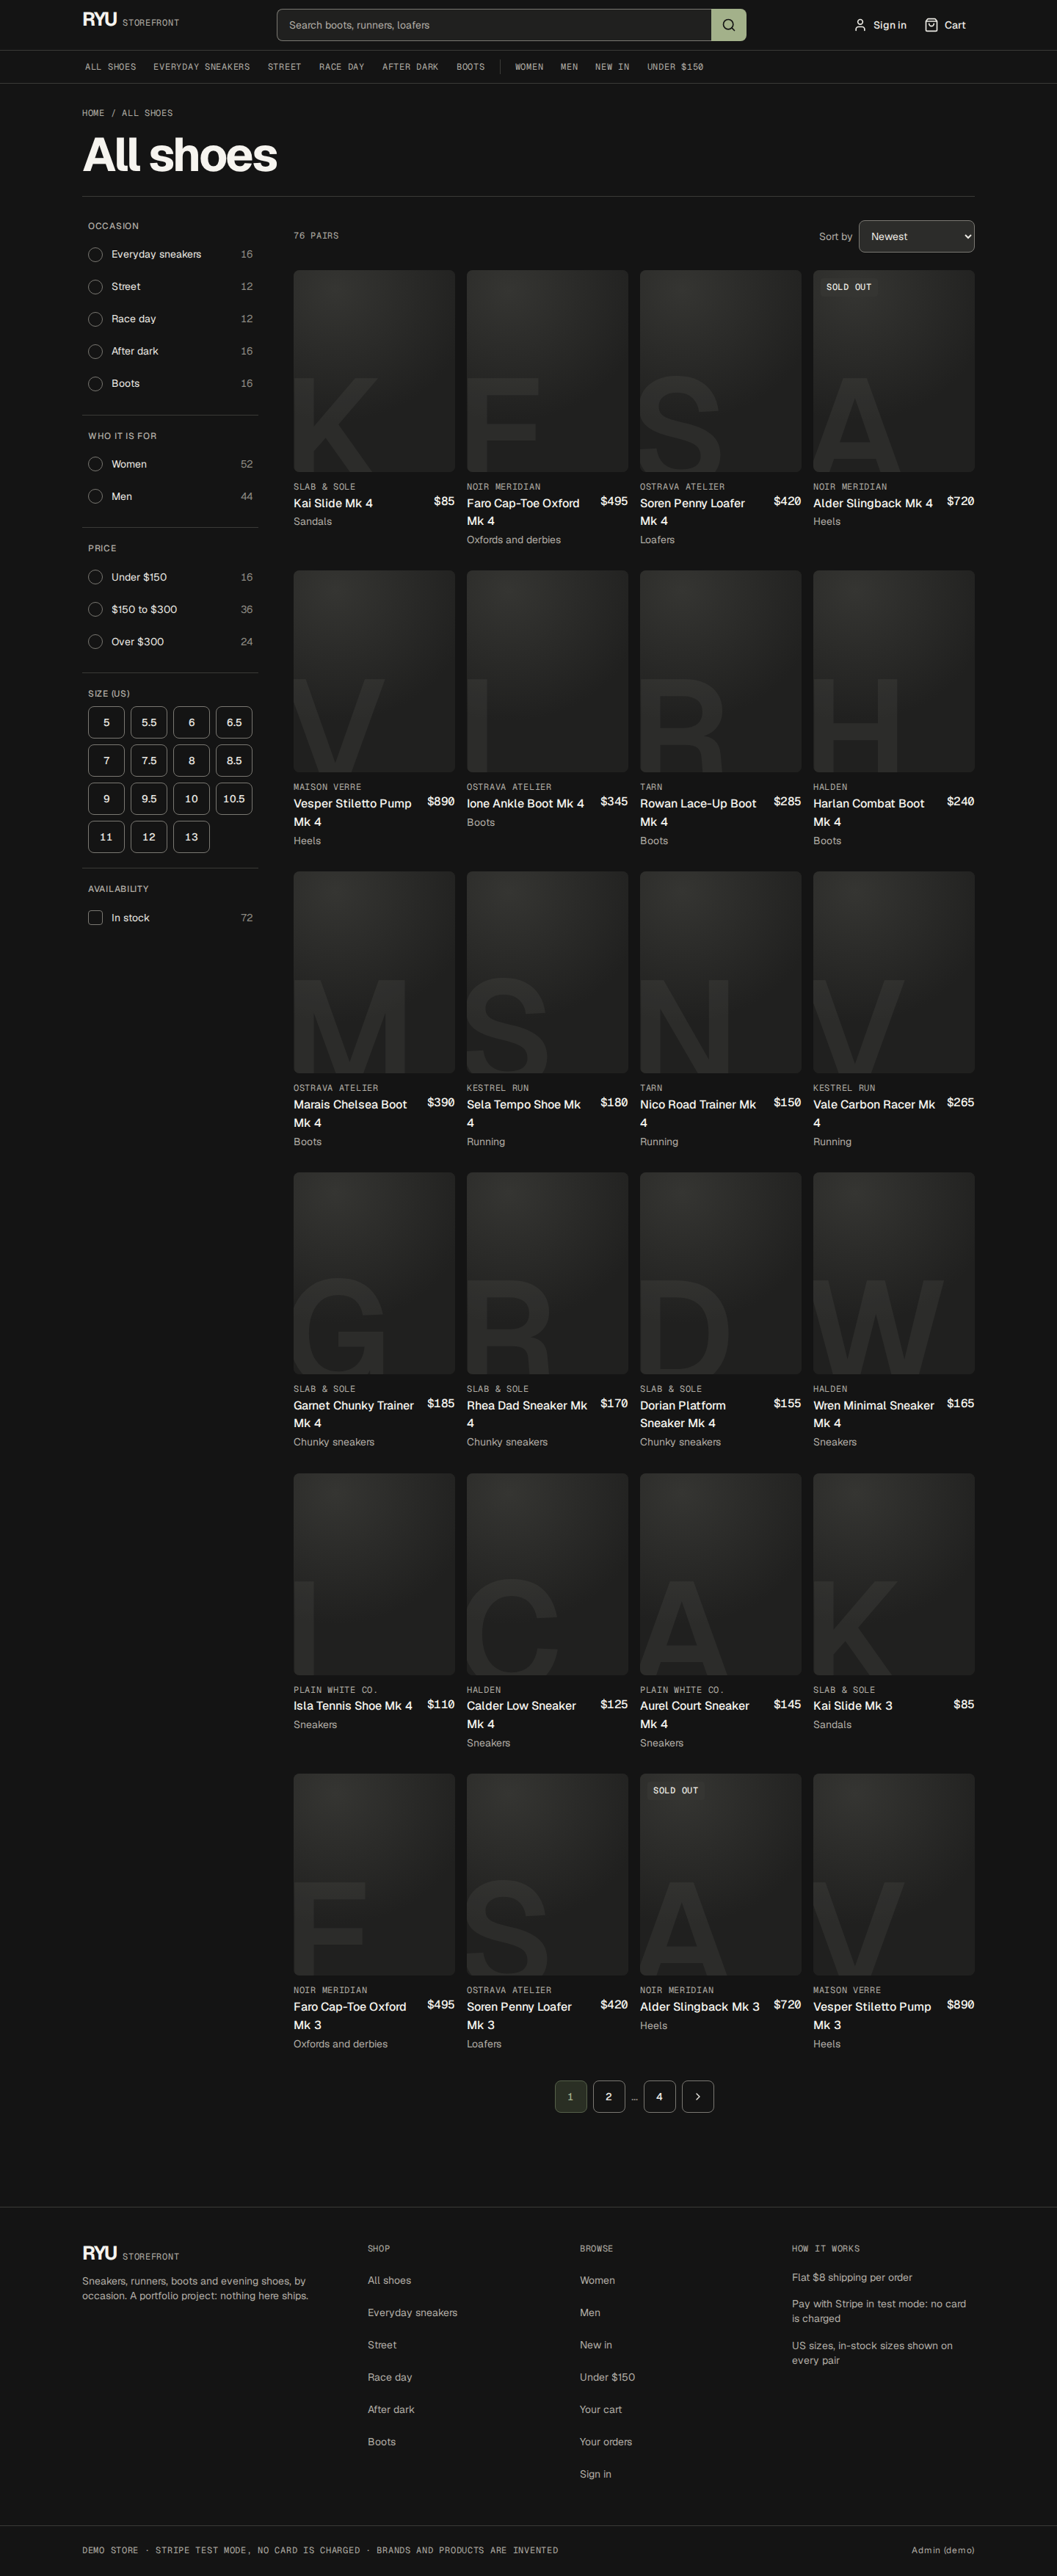 RYU STOREFRONT
Search boots, runners, loafers
Sign in
Cart
ALL SHOES EVERYDAY SNEAKERS STREET RACE DAY AFTER DARK BOOTS WOMEN MEN NEW IN UNDER $150
HOME / ALL SHOES
All shoes
OCCASION
Everyday sneakers 16
Street 12
Race day 12
After dark 16
Boots 16
WHO IT IS FOR
Women 52
Men 44
PRICE
Under $150 16
$150 to $300 36
Over $300 24
SIZE (US)
5 5.5 6 6.5
7 7.5 8 8.5
9 9.5 10 10.5
11 12 13
AVAILABILITY
In stock 72
76 PAIRS
Sort by Newest
K
SLAB & SOLE
Kai Slide Mk 4 $85
Sandals
F
NOIR MERIDIAN
Faro Cap-Toe Oxford $495
Mk 4
Oxfords and derbies
S
OSTRAVA ATELIER
Soren Penny Loafer $420
Mk 4
Loafers
SOLD OUT
A
NOIR MERIDIAN
Alder Slingback Mk 4 $720
Heels
V
MAISON VERRE
Vesper Stiletto Pump $890
Mk 4
Heels
I
OSTRAVA ATELIER
Ione Ankle Boot Mk 4 $345
Boots
R
TARN
Rowan Lace-Up Boot $285
Mk 4
Boots
H
HALDEN
Harlan Combat Boot $240
Mk 4
Boots
M
OSTRAVA ATELIER
Marais Chelsea Boot $390
Mk 4
Boots
S
KESTREL RUN
Sela Tempo Shoe Mk $180
4
Running
N
TARN
Nico Road Trainer Mk $150
4
Running
V
KESTREL RUN
Vale Carbon Racer Mk $265
4
Running
G
SLAB & SOLE
Garnet Chunky Trainer $185
Mk 4
Chunky sneakers
R
SLAB & SOLE
Rhea Dad Sneaker Mk $170
4
Chunky sneakers
D
SLAB & SOLE
Dorian Platform $155
Sneaker Mk 4
Chunky sneakers
W
HALDEN
Wren Minimal Sneaker $165
Mk 4
Sneakers
I
PLAIN WHITE CO.
Isla Tennis Shoe Mk 4 $110
Sneakers
C
HALDEN
Calder Low Sneaker $125
Mk 4
Sneakers
A
PLAIN WHITE CO.
Aurel Court Sneaker $145
Mk 4
Sneakers
K
SLAB & SOLE
Kai Slide Mk 3 $85
Sandals
F
NOIR MERIDIAN
Faro Cap-Toe Oxford $495
Mk 3
Oxfords and derbies
S
OSTRAVA ATELIER
Soren Penny Loafer $420
Mk 3
Loafers
SOLD OUT
A
NOIR MERIDIAN
Alder Slingback Mk 3 $720
Heels
V
MAISON VERRE
Vesper Stiletto Pump $890
Mk 3
Heels
1 2 … 4
RYU STOREFRONT
Sneakers, runners, boots and evening shoes, by
occasion. A portfolio project: nothing here ships.
SHOP
All shoes
Everyday sneakers
Street
Race day
After dark
Boots
BROWSE
Women
Men
New in
Under $150
Your cart
Your orders
Sign in
HOW IT WORKS
Flat $8 shipping per order
Pay with Stripe in test mode: no card
is charged
US sizes, in-stock sizes shown on
every pair
DEMO STORE · STRIPE TEST MODE, NO CARD IS CHARGED · BRANDS AND PRODUCTS ARE INVENTED
Admin (demo)